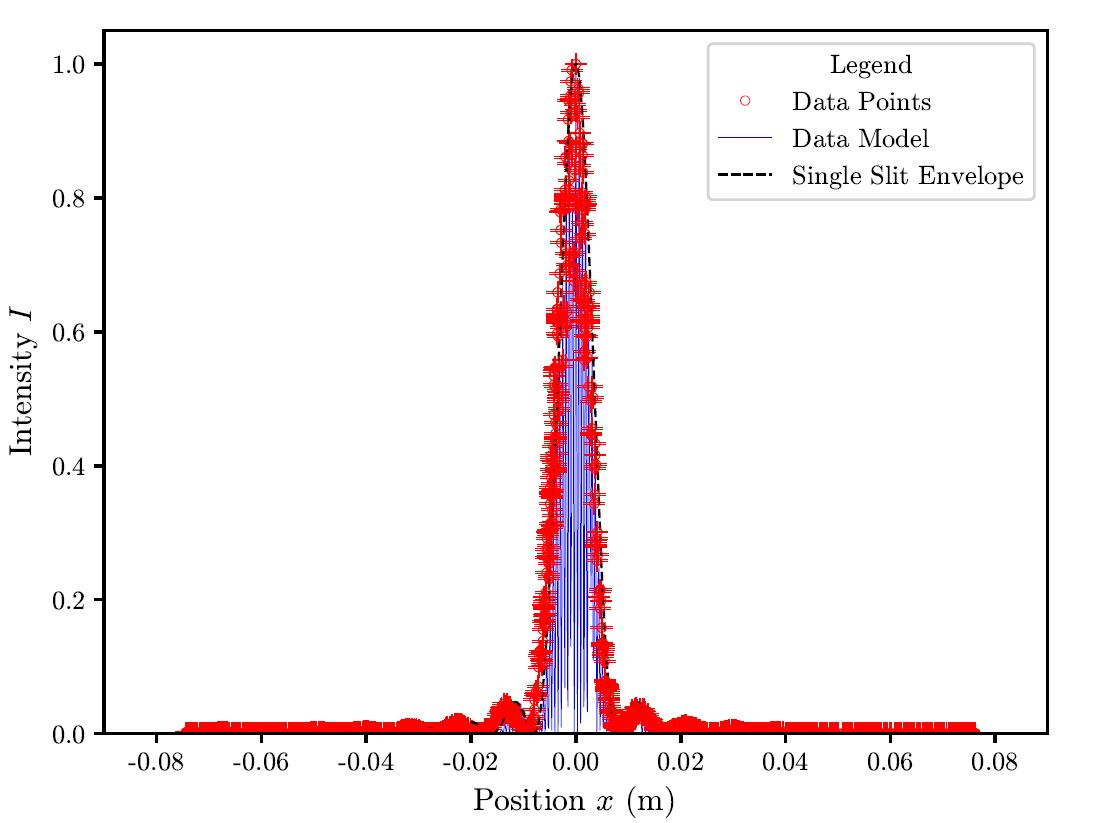 Legend
Data Points
Data Model
Single Slit Envelope
1.0
0.8
0.6
0.4
0.2
0.0
Intensity I
-0.08 -0.06 -0.04 -0.02 0.00 0.02 0.04 0.06 0.08
Position x (m)